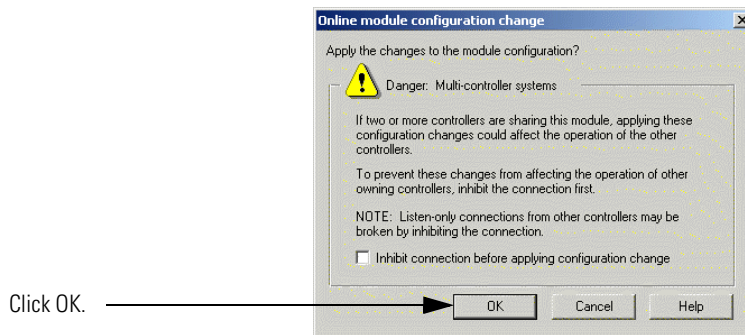 Online module configuration change
Apply the changes to the module configuration?
Danger: Multi-controller systems
If two or more controllers are sharing this module, applying these
configuration changes could affect the operation of the other
controllers.
To prevent these changes from affecting the operation of other
owning controllers, inhibit the connection first.
NOTE: Listen-only connections from other controllers may be
broken by inhibiting the connection.
Inhibit connection before applying configuration change
Click OK.
OK Cancel Help